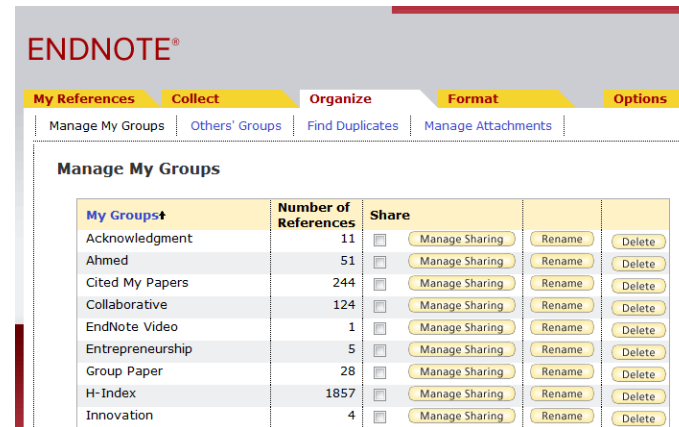 ENDNOTE®
My References Collect Organize Format Options
Manage My Groups Others' Groups Find Duplicates Manage Attachments
Manage My Groups
My Groups Number of References Share
Acknowledgment 11 Manage Sharing Rename Delete
Ahmed 51 Manage Sharing Rename Delete
Cited My Papers 244 Manage Sharing Rename Delete
Collaborative 124 Manage Sharing Rename Delete
EndNote Video 1 Manage Sharing Rename Delete
Entrepreneurship 5 Manage Sharing Rename Delete
Group Paper 28 Manage Sharing Rename Delete
H-Index 1857 Manage Sharing Rename Delete
Innovation 4 Manage Sharing Rename Delete